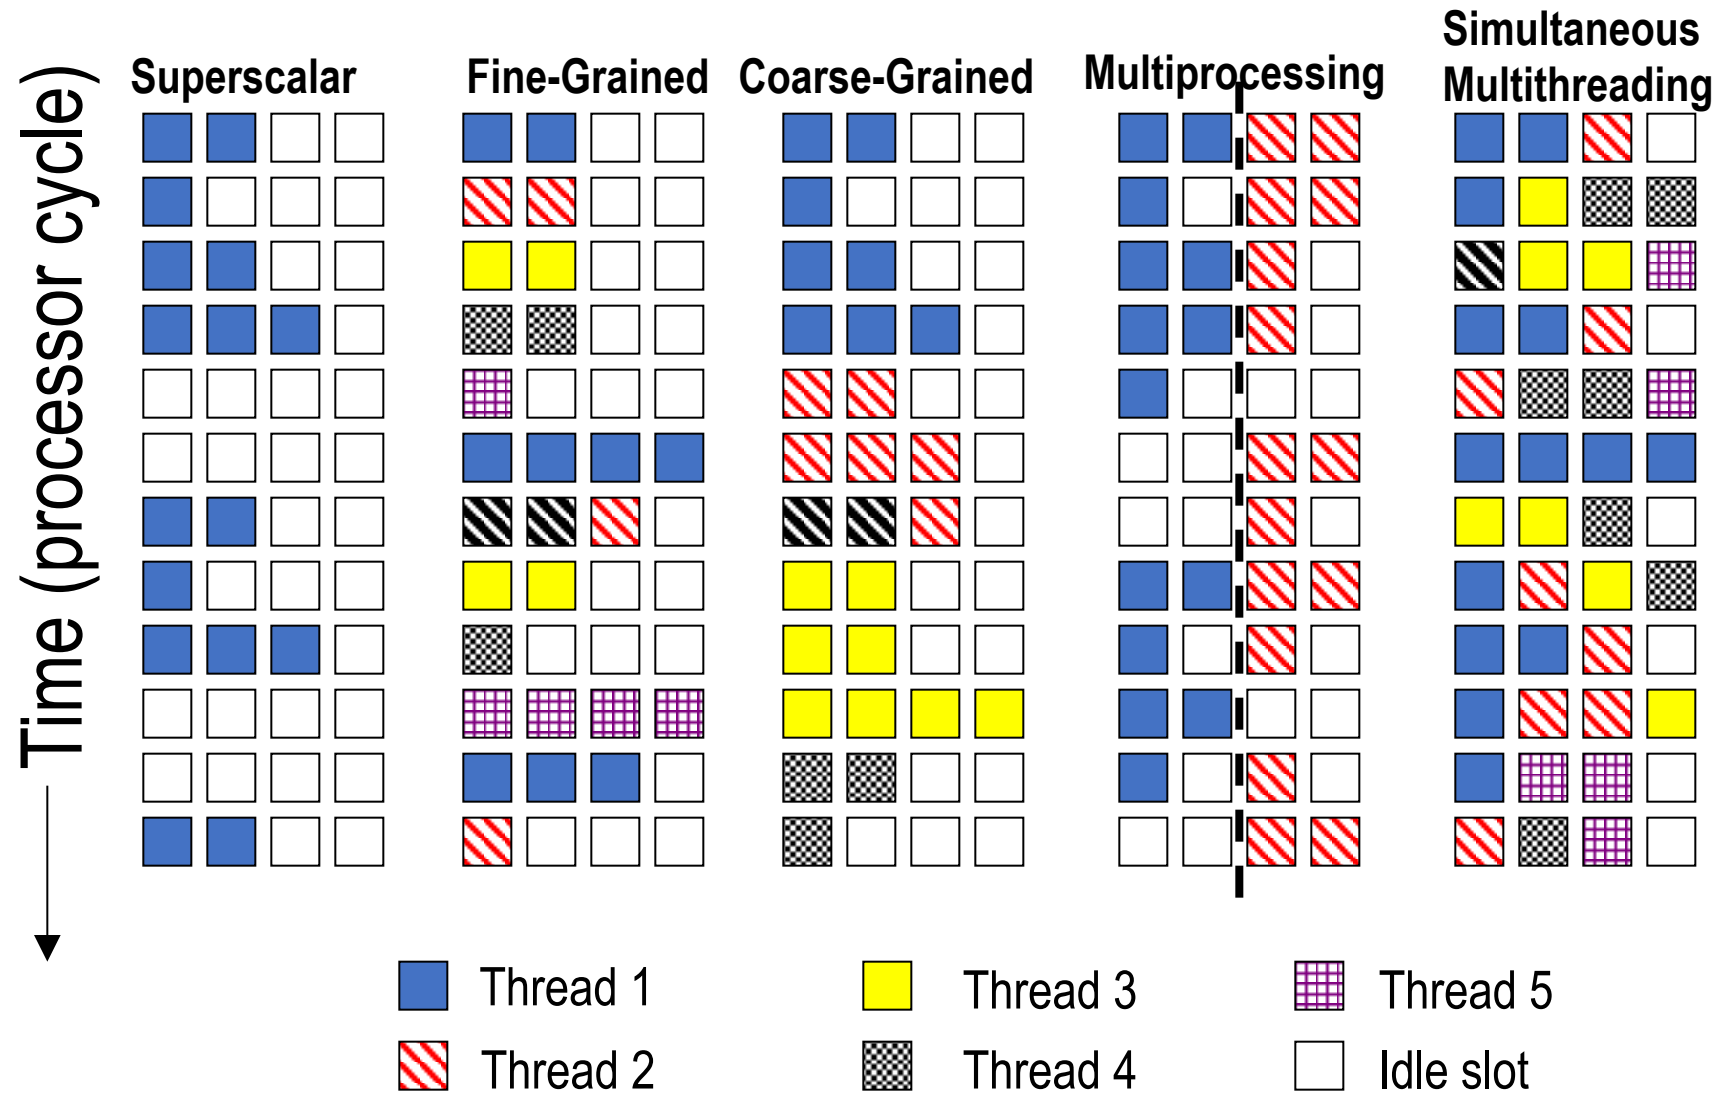 Simultaneous
Multithreading
Superscalar
Fine-Grained
Coarse-Grained
Multiprocessing
Time (processor cycle)
Thread 1
Thread 3
Thread 5
Thread 2
Thread 4
Idle slot